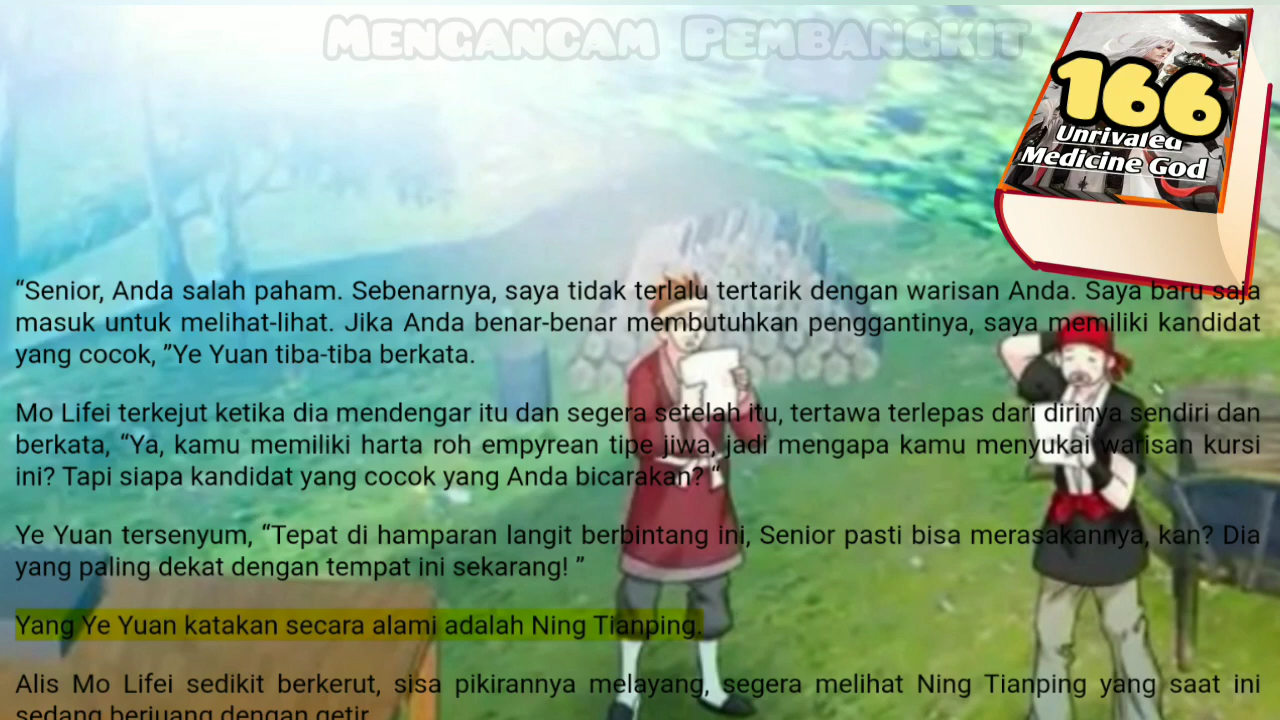 Mengancam Pembangkit
166
Unrivaled
Medicine God
“Senior, Anda salah paham. Sebenarnya, saya tidak terlalu tertarik dengan warisan Anda. Saya baru saja
masuk untuk melihat-lihat. Jika Anda benar-benar membutuhkan penggantinya, saya memiliki kandidat
yang cocok, ”Ye Yuan tiba-tiba berkata.
Mo Lifei terkejut ketika dia mendengar itu dan segera setelah itu, tertawa terlepas dari dirinya sendiri dan
berkata, “Ya, kamu memiliki harta roh empyrean tipe jiwa, jadi mengapa kamu menyukai warisan kursi
ini? Tapi siapa kandidat yang cocok yang Anda bicarakan? “
Ye Yuan tersenyum, “Tepat di hamparan langit berbintang ini, Senior pasti bisa merasakannya, kan? Dia
yang paling dekat dengan tempat ini sekarang! ”
Yang Ye Yuan katakan secara alami adalah Ning Tianping.
Alis Mo Lifei sedikit berkerut, sisa pikirannya melayang, segera melihat Ning Tianping yang saat ini
sedang berjuang dengan getir.